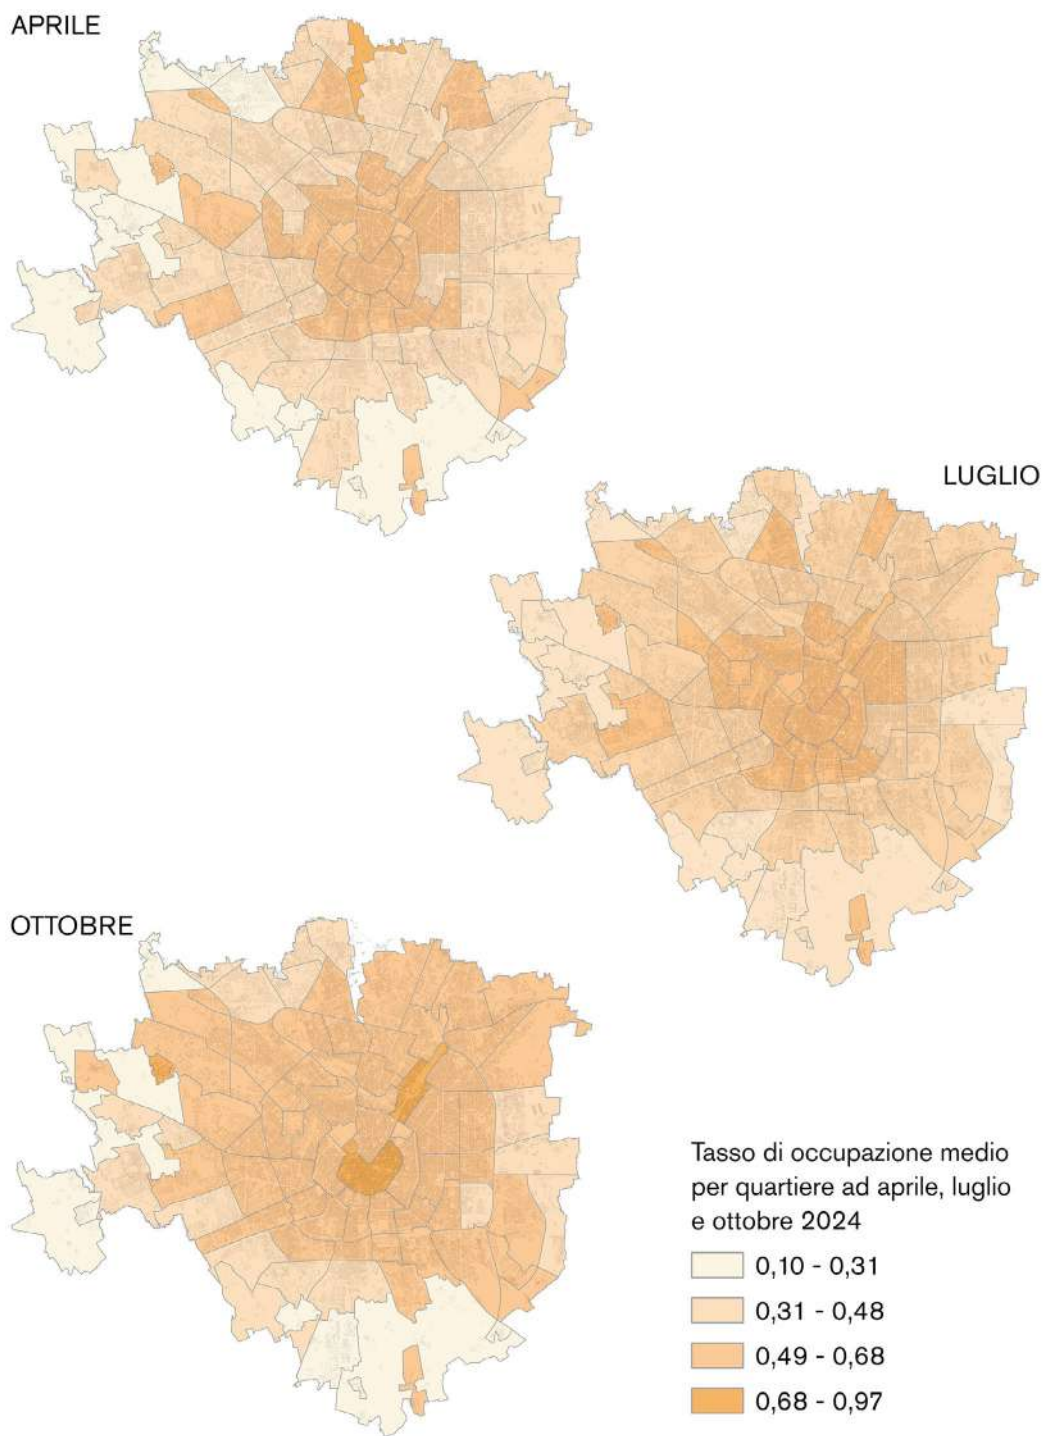 APRILE
LUGLIO
OTTOBRE
Tasso di occupazione medio
per quartiere ad aprile, luglio
e ottobre 2024
0,10 - 0,31
0,31 - 0,48
0,49 - 0,68
0,68 - 0,97